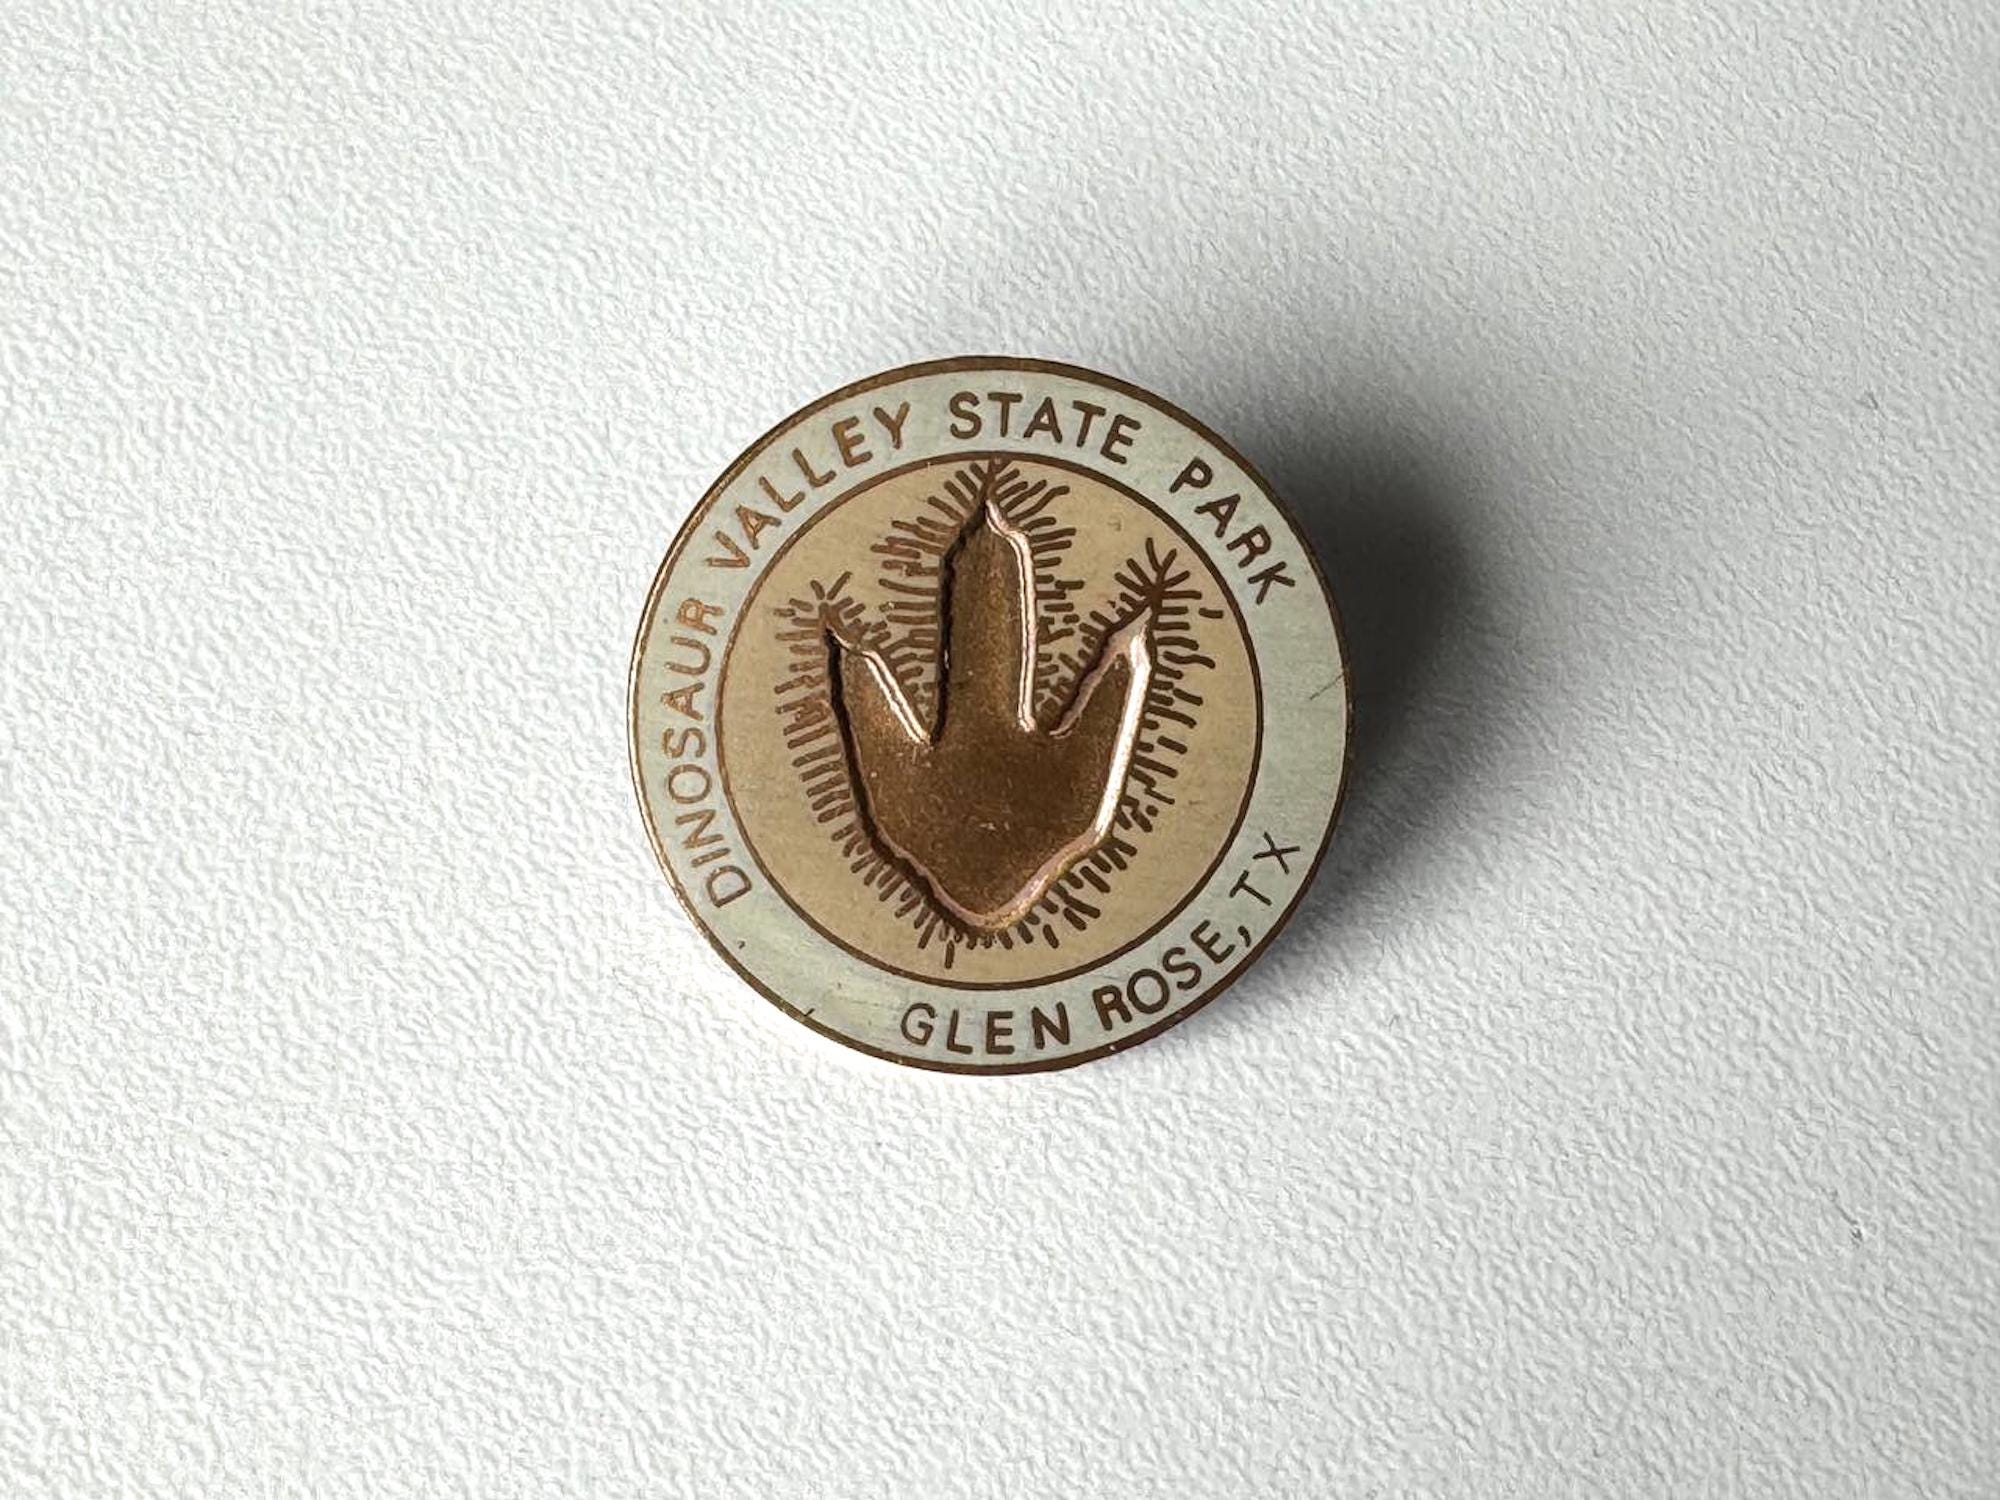 DINOSAUR VALLEY STATE PARK
GLEN ROSE, TX